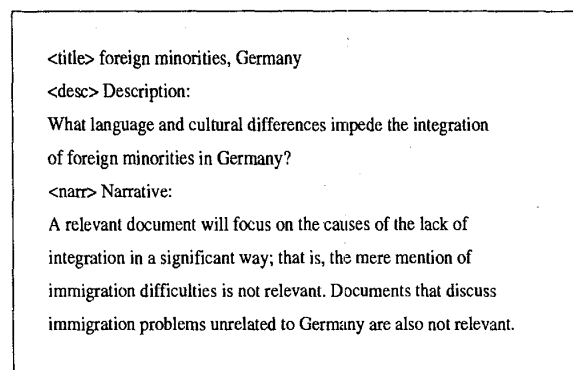 <title> foreign minorities, Germany
<desc> Description:
What language and cultural differences impede the integration
of foreign minorities in Germany?
<narr> Narrative:
A relevant document will focus on the causes of the lack of
integration in a significant way; that is, the mere mention of
immigration difficulties is not relevant. Documents that discuss
immigration problems unrelated to Germany are also not relevant.